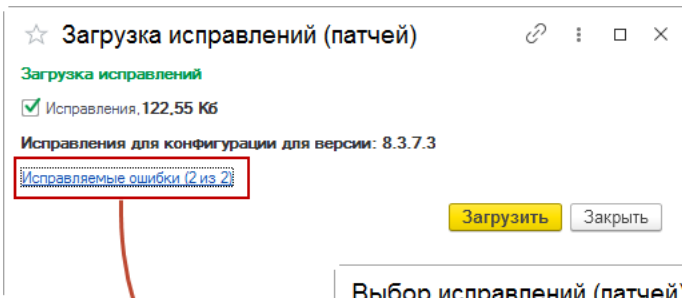 Загрузка исправлений (патчей)
Загрузка исправлений
Исправления, 122,55 Кб
Исправления для конфигурации для версии: 8.3.7.3
Исправляемые ошибки (2 из 2)
Загрузить Закрыть
Выбор исправлений (патчей)